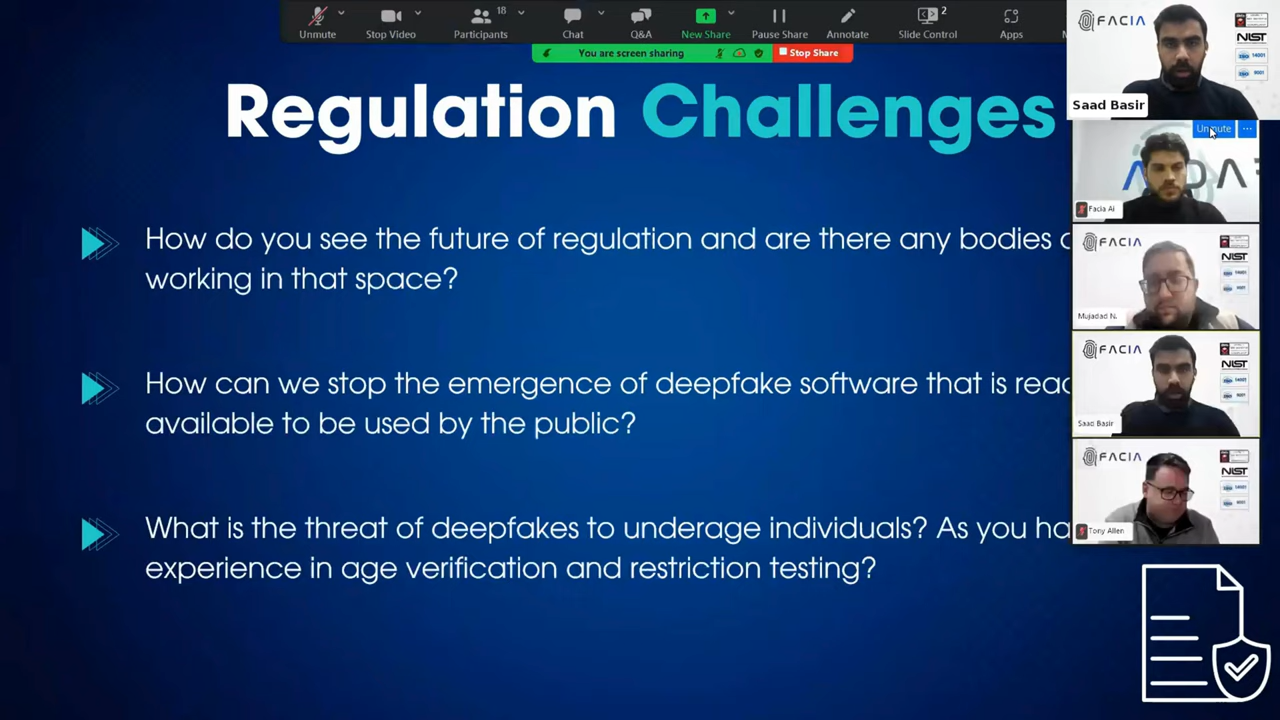 18
2
Unmute
Stop Video
Participants
Chat
Q&A
New Share
Pause Share
Annotate
Slide Control
Apps
You are screen sharing
Stop Share
Regulation Challenges
How do you see the future of regulation and are there any bodies
working in that space?
How can we stop the emergence of deepfake software that is
available to be used by the public?
What is the threat of deepfakes to underage individuals? As you
experience in age verification and restriction testing?
FACIA
NIST
14001
9001
Saad Basir
Unmute
Facia Ai
FACIA
NIST
Mujadad N.
FACIA
NIST
Saad Basir
FACIA
NIST
Tony Allen